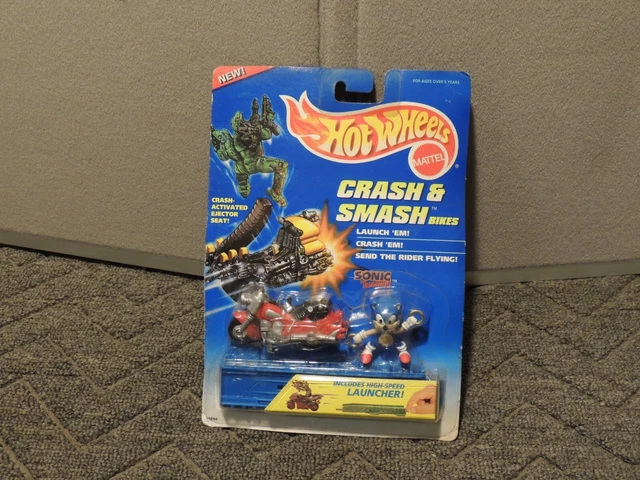 NEW!
FOR AGES OVER 5 YEARS
HOT WHEELS
MATTEL
CRASH &
SMASH™ BIKES
LAUNCH 'EM!
CRASH 'EM!
SEND THE RIDER FLYING!
CRASH-
ACTIVATED
EJECTOR
SEAT!
SONIC
INCLUDES HIGH-SPEED
LAUNCHER!